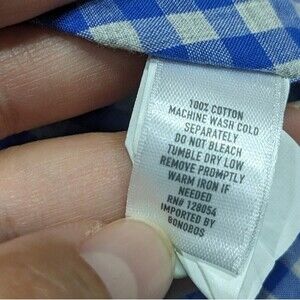 100% COTTON
MACHINE WASH COLD
SEPARATELY
DO NOT BLEACH
TUMBLE DRY LOW
REMOVE PROMPTLY
WARM IRON IF
NEEDED
RN# 128054
IMPORTED BY
BONOBOS